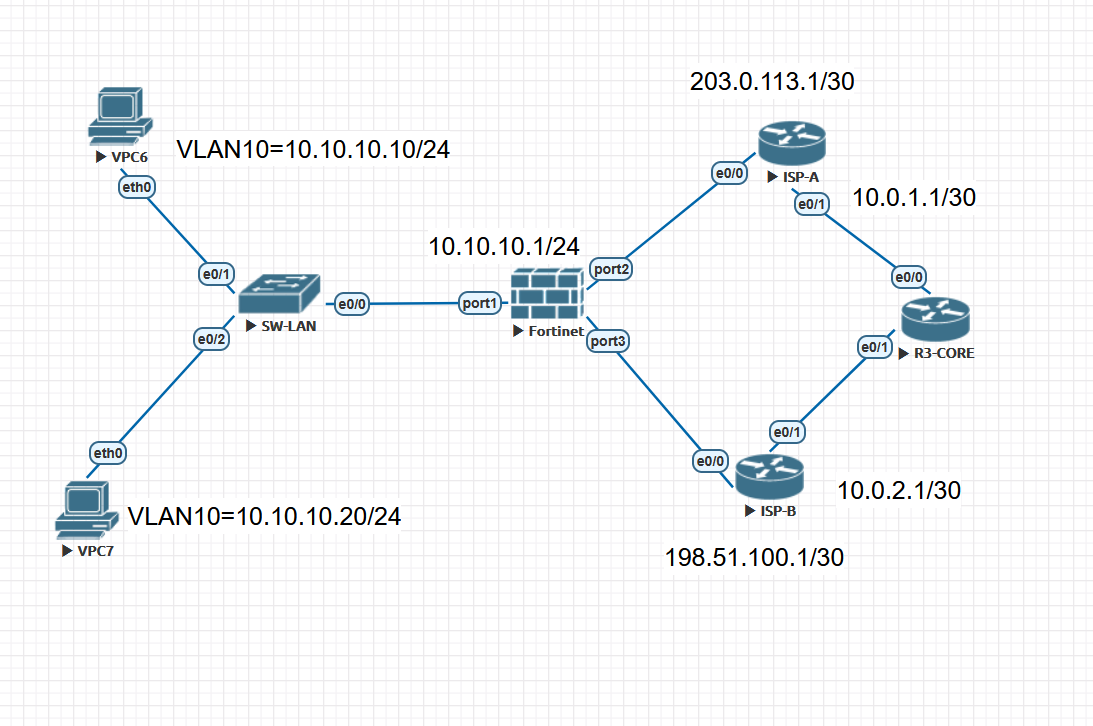 203.0.113.1/30
VPC6
VLAN10=10.10.10.10/24
eth0
e0/0
ISP-A
e0/1
10.0.1.1/30
10.10.10.1/24
e0/1
port2
e0/0
SW-LAN
e0/0
port1
Fortinet
R3-CORE
e0/2
port3
e0/1
e0/1
eth0
e0/0
10.0.2.1/30
ISP-B
VLAN10=10.10.10.20/24
VPC7
198.51.100.1/30